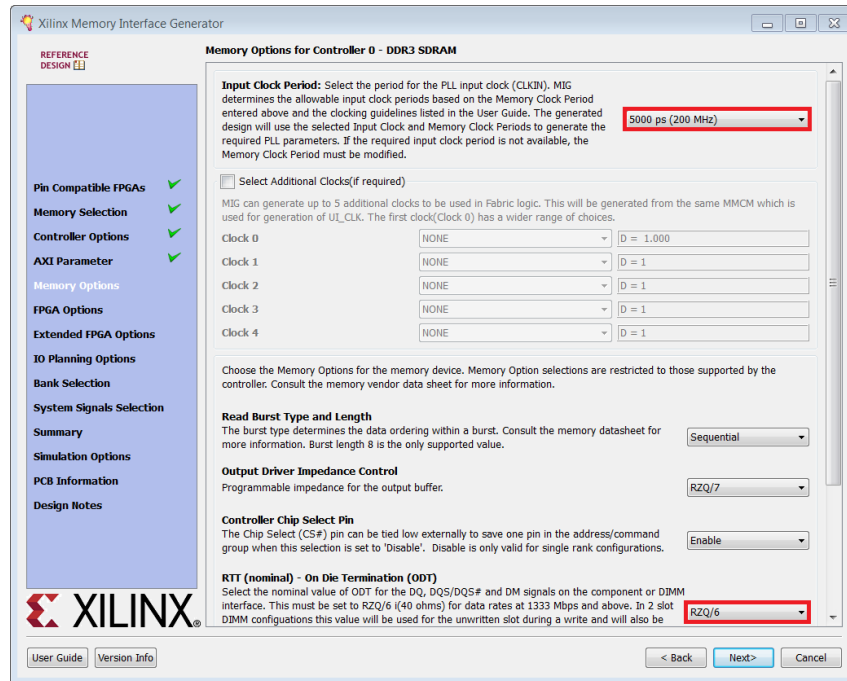 Xilinx Memory Interface Generator
REFERENCE
DESIGN
Memory Options for Controller 0 - DDR3 SDRAM
Input Clock Period: Select the period for the PLL input clock (CLKIN). MIG
determines the allowable input clock periods based on the Memory Clock Period
entered above and the clocking guidelines listed in the User Guide. The generated
design will use the selected Input Clock and Memory Clock Periods to generate the
required PLL parameters. If the required input clock period is not available, the
Memory Clock Period must be modified.
5000 ps (200 MHz)
Select Additional Clocks(if required)
MIG can generate up to 5 additional clocks to be used in Fabric logic. This will be generated from the same MMCM which is
used for generation of UI_CLK. The first clock(Clock 0) has a wider range of choices.
Clock 0 NONE D = 1.000
Clock 1 NONE D = 1
Clock 2 NONE D = 1
Clock 3 NONE D = 1
Clock 4 NONE D = 1
Choose the Memory Options for the memory device. Memory Option selections are restricted to those supported by the
controller. Consult the memory vendor data sheet for more information.
Read Burst Type and Length
The burst type determines the data ordering within a burst. Consult the memory datasheet for
more information. Burst length 8 is the only supported value.
Sequential
Output Driver Impedance Control
Programmable impedance for the output buffer.
RZQ/7
Controller Chip Select Pin
The Chip Select (CS#) pin can be tied low externally to save one pin in the address/command
group when this selection is set to 'Disable'. Disable is only valid for single rank configurations.
Enable
RTT (nominal) - On Die Termination (ODT)
Select the nominal value of ODT for the DQ, DQS/DQS# and DM signals on the component or DIMM
interface. This must be set to RZQ/6 i(40 ohms) for data rates at 1333 Mbps and above. In 2 slot
DIMM configuations this value will be used for the unwritten slot during a write and will also be
RZQ/6
Pin Compatible FPGAs
Memory Selection
Controller Options
AXI Parameter
Memory Options
FPGA Options
Extended FPGA Options
IO Planning Options
Bank Selection
System Signals Selection
Summary
Simulation Options
PCB Information
Design Notes
XILINX®
User Guide
Version Info
< Back
Next>
Cancel